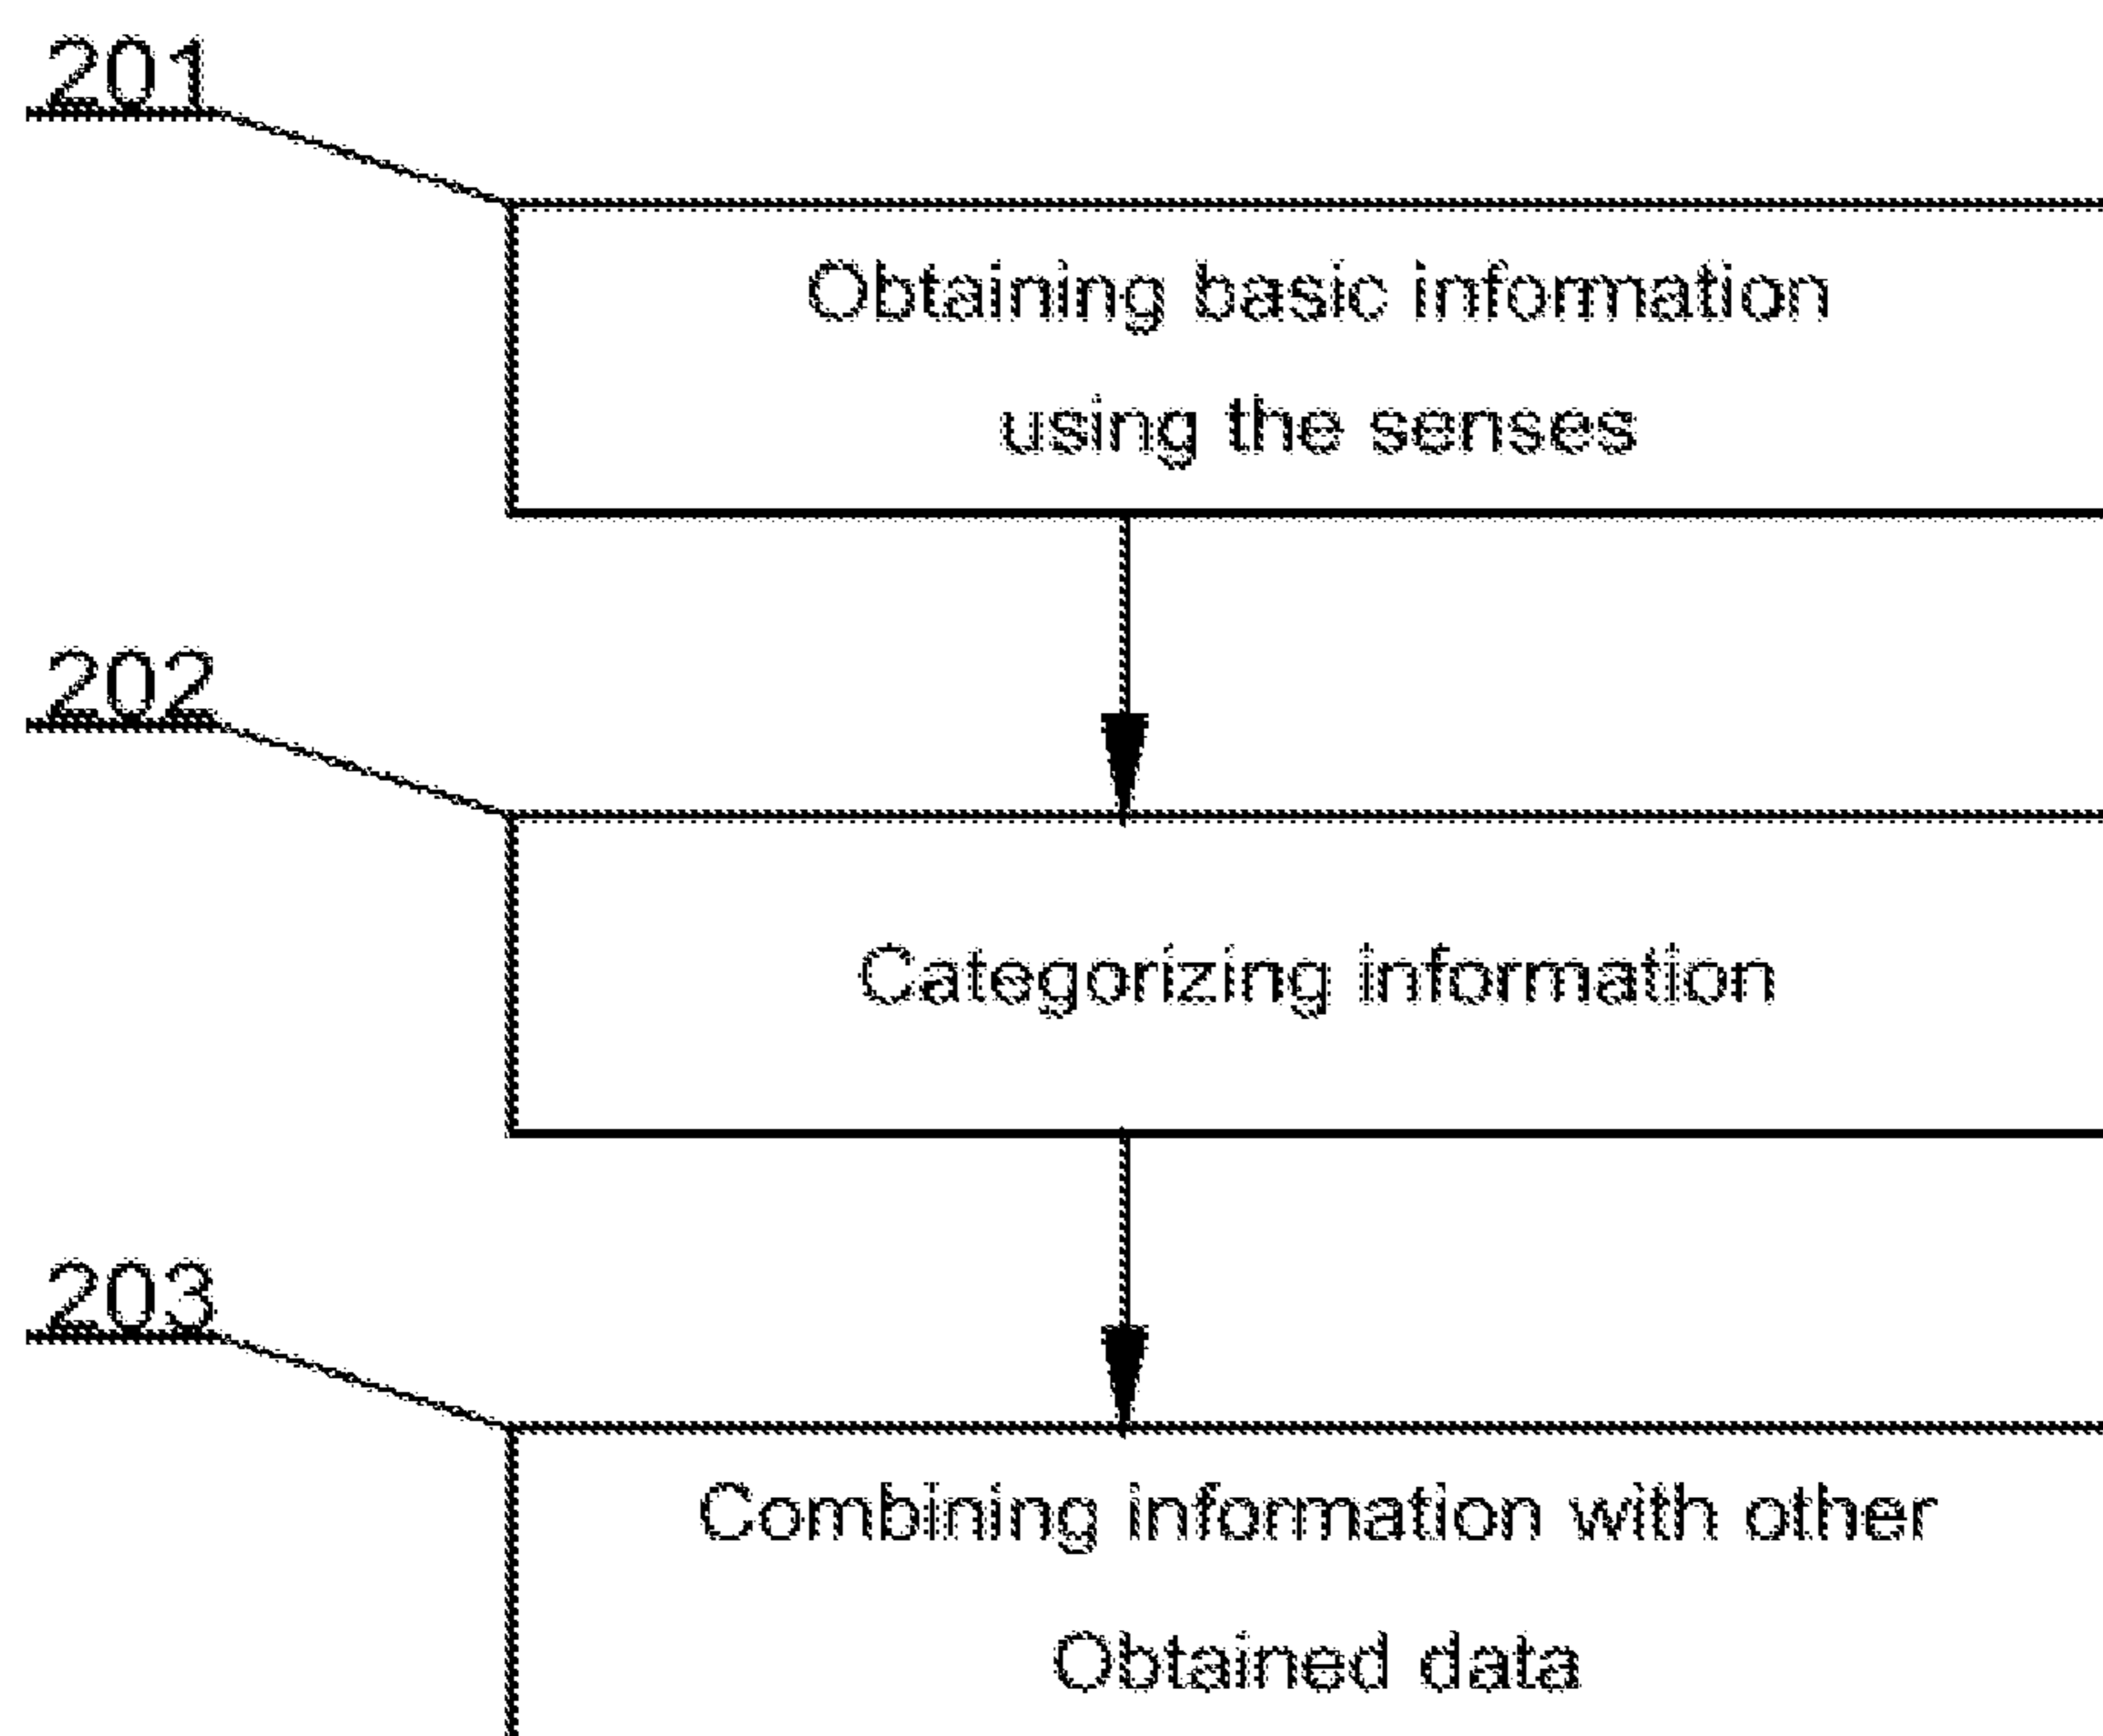 201
Obtaining basic information
using the senses
202
Categorizing information
203
Combining information with other
Obtained data